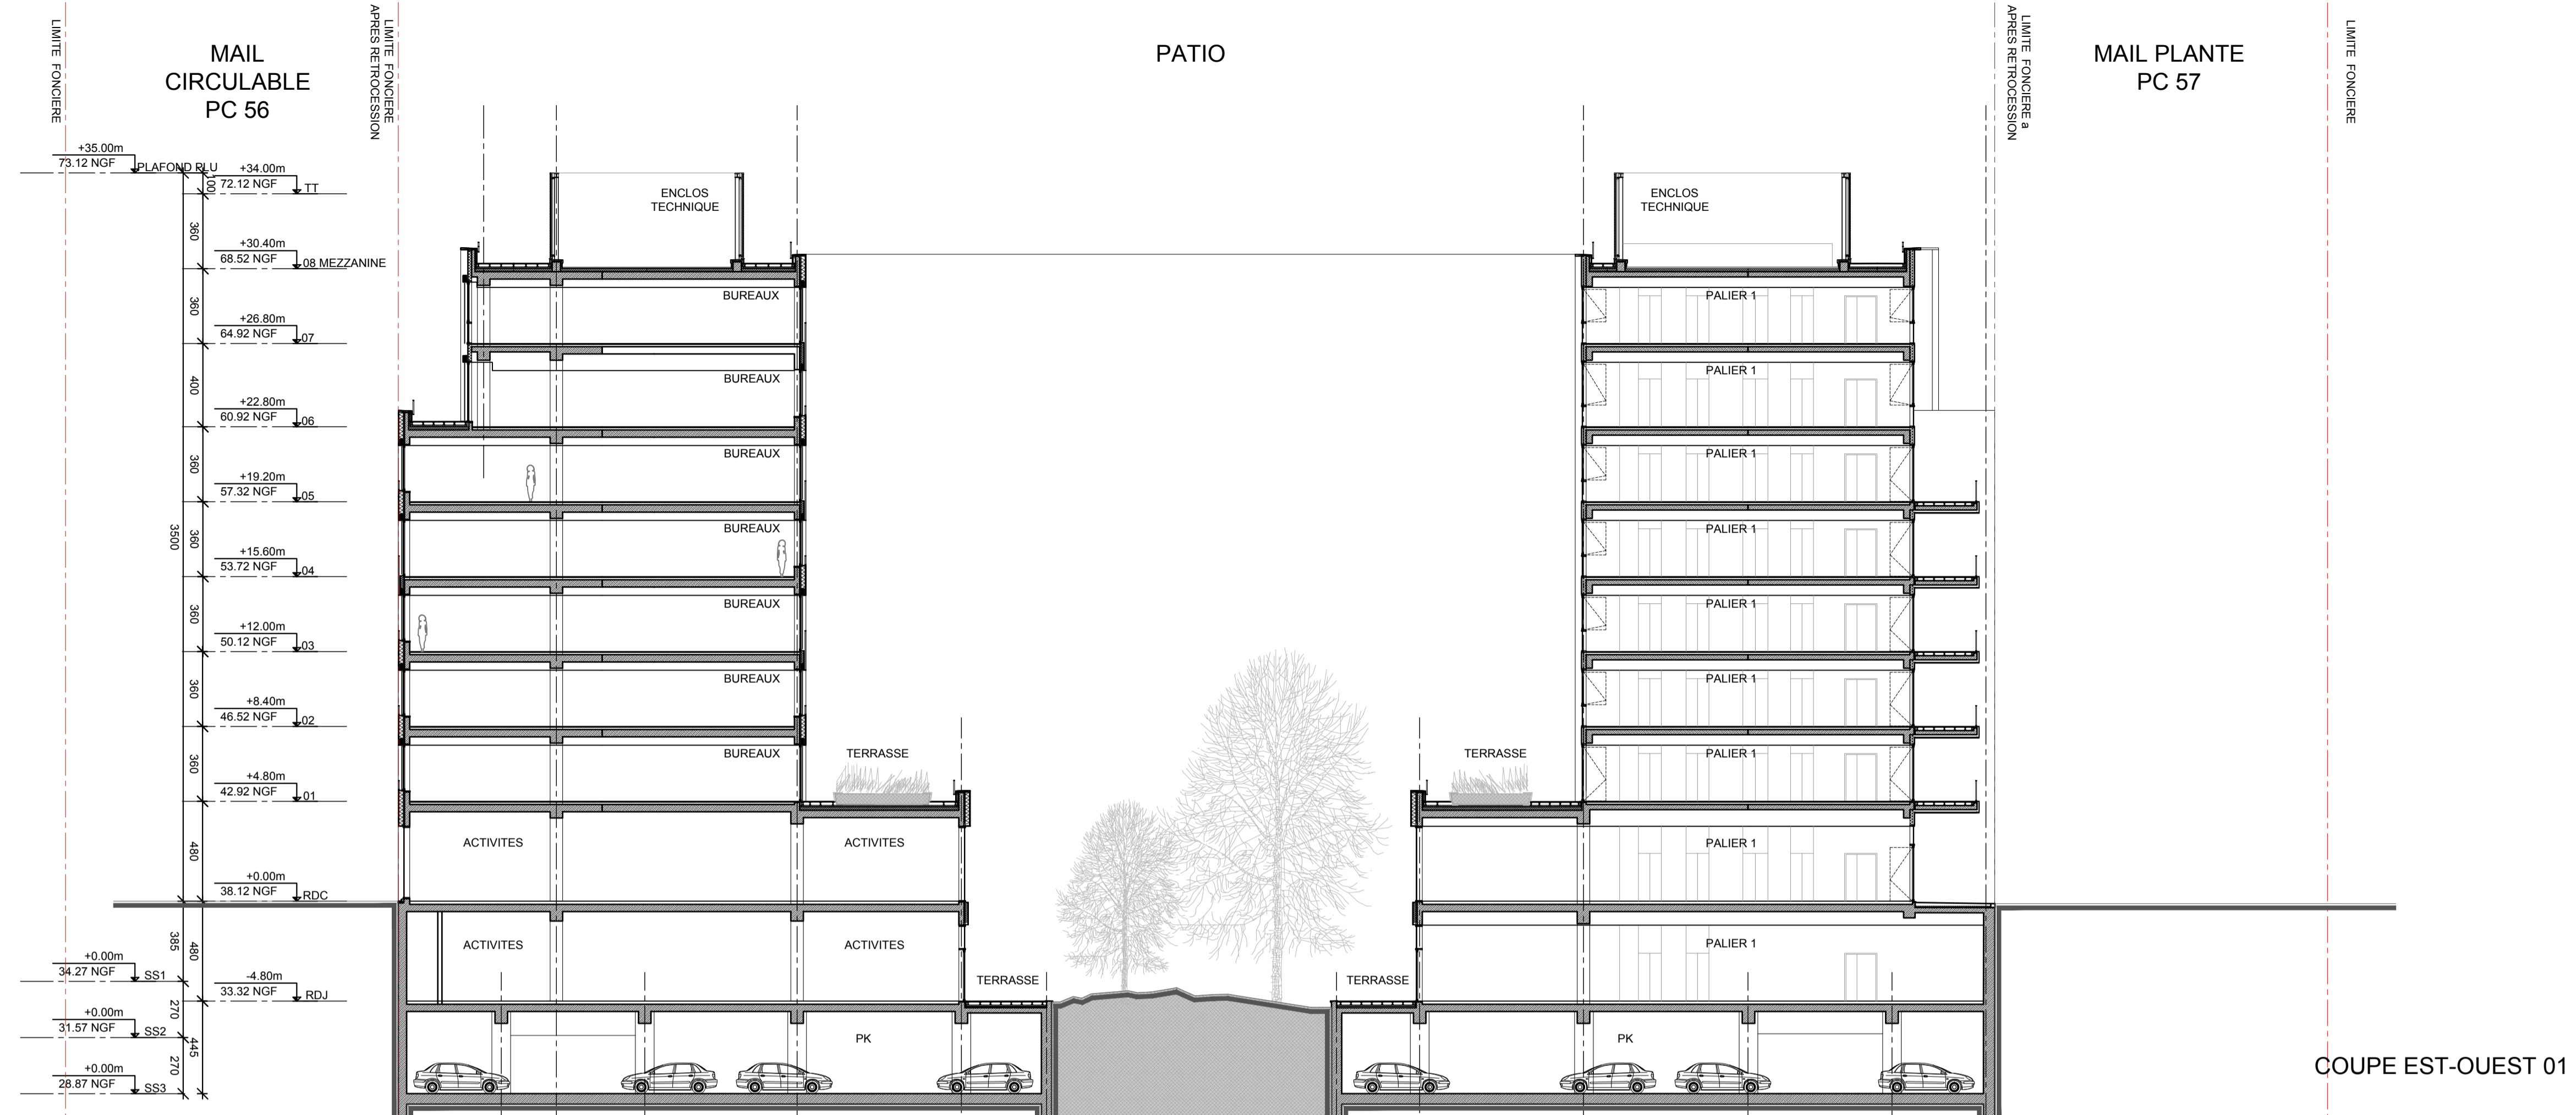 LIMITE FONCIERE
MAIL
CIRCULABLE
PC 56
LIMITE FONCIERE
APRES RETROCESSION
PATIO
LIMITE FONCIERE a
APRES RETROCESSION
MAIL PLANTE
PC 57
LIMITE FONCIERE
+35.00m
73.12 NGF
PLAFOND PLU
100
+34.00m
72.12 NGF
TT
360
+30.40m
68.52 NGF
08 MEZZANINE
360
+26.80m
64.92 NGF
07
400
+22.80m
60.92 NGF
06
360
+19.20m
57.32 NGF
05
3500
360
+15.60m
53.72 NGF
04
360
+12.00m
50.12 NGF
03
360
+8.40m
46.52 NGF
02
360
+4.80m
42.92 NGF
01
480
+0.00m
38.12 NGF
RDC
385
480
+0.00m
34.27 NGF
SS1
-4.80m
33.32 NGF
RDJ
270
+0.00m
31.57 NGF
SS2
445
270
+0.00m
28.87 NGF
SS3
ENCLOS
TECHNIQUE
BUREAUX
BUREAUX
BUREAUX
BUREAUX
BUREAUX
BUREAUX
BUREAUX
TERRASSE
ACTIVITES
ACTIVITES
ACTIVITES
ACTIVITES
TERRASSE
PK
ENCLOS
TECHNIQUE
PALIER 1
PALIER 1
PALIER 1
PALIER 1
PALIER 1
PALIER 1
PALIER 1
TERRASSE
PALIER 1
PALIER 1
TERRASSE
PK
COUPE EST-OUEST 01